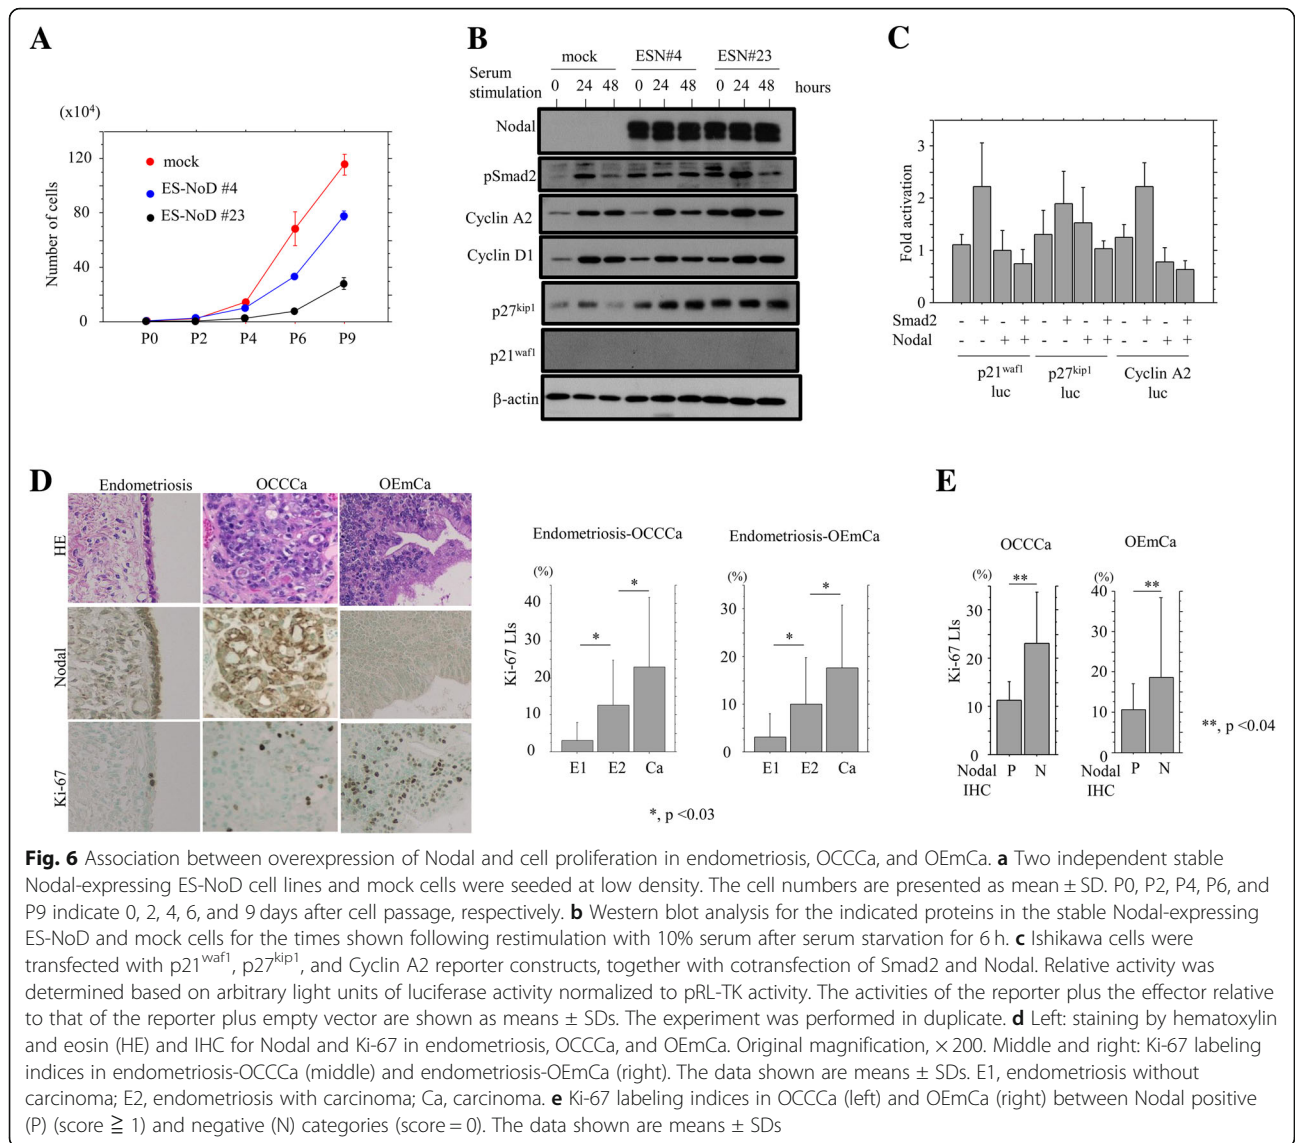 A
(x10⁴)
Number of cells
120
80
40
0
mock
ES-NoD #4
ES-NoD #23
P0 P2 P4 P6 P9
B
mock ESN#4 ESN#23
Serum stimulation 0 24 48 0 24 48 0 24 48 hours
Nodal
pSmad2
Cyclin A2
Cyclin D1
p27kip1
p21waf1
β-actin
C
Fold activation
3
2
1
0
Smad2 - + - + - + - + - + - +
Nodal - - + + - - + + - - + +
p21waf1 luc p27kip1 luc Cyclin A2 luc
D
Endometriosis OCCCa OEmCa
HE
Nodal
Ki-67
Endometriosis-OCCCa
(%)
Ki-67 LIs
40
30
20
10
0
* *
E1 E2 Ca
Endometriosis-OEmCa
(%)
30
20
10
0
* *
E1 E2 Ca
*, p <0.03
E
OCCCa
(%)
Ki-67 LIs
30
20
10
0
**
Nodal IHC P N
OEmCa
(%)
40
30
20
10
0
**
Nodal IHC P N
**, p <0.04
Fig. 6 Association between overexpression of Nodal and cell proliferation in endometriosis, OCCCa, and OEmCa. a Two independent stable
Nodal-expressing ES-NoD cell lines and mock cells were seeded at low density. The cell numbers are presented as mean ± SD. P0, P2, P4, P6, and
P9 indicate 0, 2, 4, 6, and 9 days after cell passage, respectively. b Western blot analysis for the indicated proteins in the stable Nodal-expressing
ES-NoD and mock cells for the times shown following restimulation with 10% serum after serum starvation for 6 h. c Ishikawa cells were
transfected with p21waf1, p27kip1, and Cyclin A2 reporter constructs, together with cotransfection of Smad2 and Nodal. Relative activity was
determined based on arbitrary light units of luciferase activity normalized to pRL-TK activity. The activities of the reporter plus the effector relative
to that of the reporter plus empty vector are shown as means ± SDs. The experiment was performed in duplicate. d Left: staining by hematoxylin
and eosin (HE) and IHC for Nodal and Ki-67 in endometriosis, OCCCa, and OEmCa. Original magnification, × 200. Middle and right: Ki-67 labeling
indices in endometriosis-OCCCa (middle) and endometriosis-OEmCa (right). The data shown are means ± SDs. E1, endometriosis without
carcinoma; E2, endometriosis with carcinoma; Ca, carcinoma. e Ki-67 labeling indices in OCCCa (left) and OEmCa (right) between Nodal positive
(P) (score ≧ 1) and negative (N) categories (score = 0). The data shown are means ± SDs